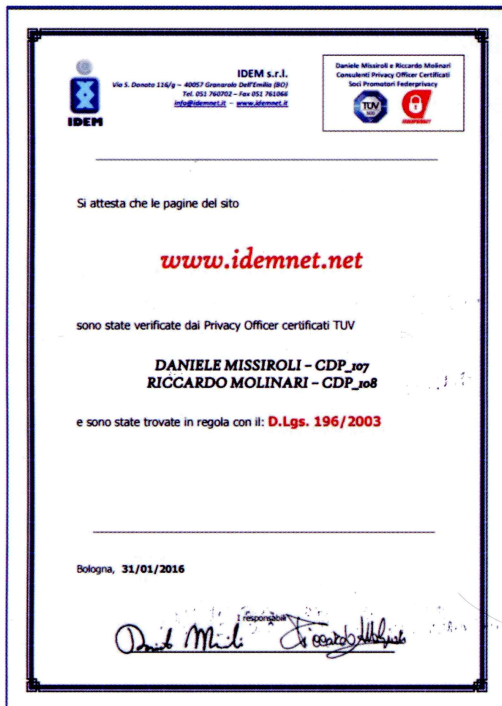 IDEM s.r.l.
Via S. Donato 116/g – 40057 Granarolo Dell'Emilia (BO)
Tel. 051 760702 – Fax 051 761066
info@idemnet.it – www.idemnet.it
IDEM
Daniele Missiroli e Riccardo Molinari
Consulenti Privacy Officer Certificati
Soci Promotori Federprivacy
TÜV
SÜD
FEDERPRIVACY
Si attesta che le pagine del sito
www.idemnet.net
sono state verificate dai Privacy Officer certificati TUV
DANIELE MISSIROLI – CDP_107
RICCARDO MOLINARI – CDP_108
e sono state trovate in regola con il: D.Lgs. 196/2003
Bologna, 31/01/2016
I responsabili